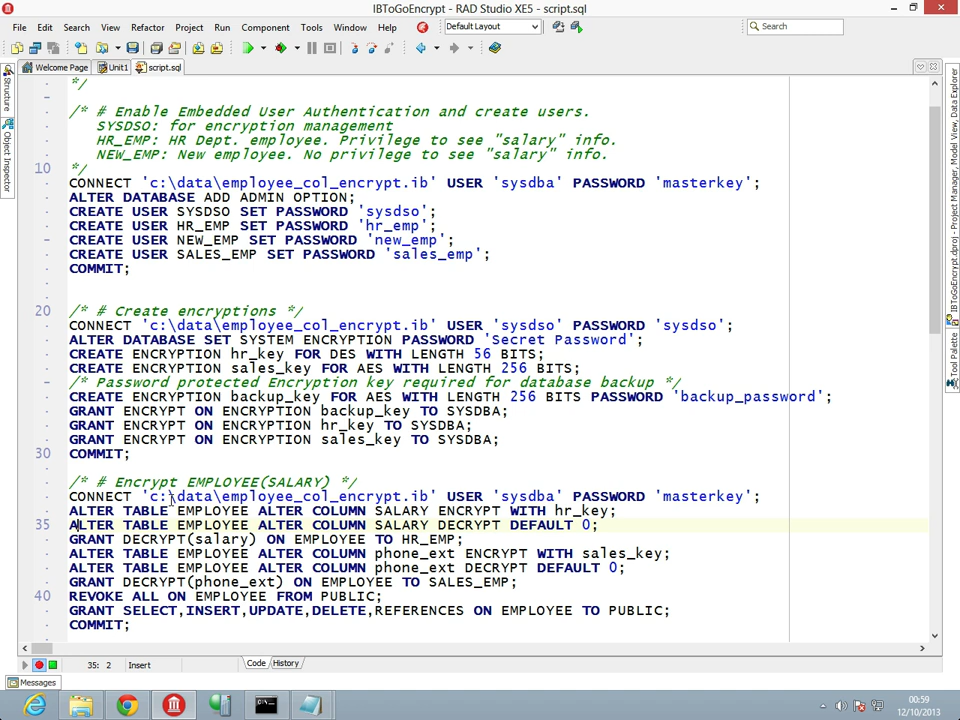 IBToGoEncrypt - RAD Studio XE5 - script.sql
File Edit Search View Refactor Project Run Component Tools Window Help Default Layout Search
Welcome Page Unit1 script.sql
*/
/* # Enable Embedded User Authentication and create users.
SYSDSO: for encryption management
HR_EMP: HR Dept. employee. Privilege to see "salary" info.
NEW_EMP: New employee. No privilege to see "salary" info.
10 */
CONNECT 'c:\data\employee_col_encrypt.ib' USER 'sysdba' PASSWORD 'masterkey';
ALTER DATABASE ADD ADMIN OPTION;
CREATE USER SYSDSO SET PASSWORD 'sysdso';
CREATE USER HR_EMP SET PASSWORD 'hr_emp';
CREATE USER NEW_EMP SET PASSWORD 'new_emp';
CREATE USER SALES_EMP SET PASSWORD 'sales_emp';
COMMIT;
20 /* # Create encryptions */
CONNECT 'c:\data\employee_col_encrypt.ib' USER 'sysdso' PASSWORD 'sysdso';
ALTER DATABASE SET SYSTEM ENCRYPTION PASSWORD 'Secret Password';
CREATE ENCRYPTION hr_key FOR DES WITH LENGTH 56 BITS;
CREATE ENCRYPTION sales_key FOR AES WITH LENGTH 256 BITS;
/* Password protected Encryption key required for database backup */
CREATE ENCRYPTION backup_key FOR AES WITH LENGTH 256 BITS PASSWORD 'backup_password';
GRANT ENCRYPT ON ENCRYPTION backup_key TO SYSDBA;
GRANT ENCRYPT ON ENCRYPTION hr_key TO SYSDBA;
GRANT ENCRYPT ON ENCRYPTION sales_key TO SYSDBA;
30 COMMIT;
/* # Encrypt EMPLOYEE(SALARY) */
CONNECT 'c:\data\employee_col_encrypt.ib' USER 'sysdba' PASSWORD 'masterkey';
ALTER TABLE EMPLOYEE ALTER COLUMN SALARY ENCRYPT WITH hr_key;
35 ALTER TABLE EMPLOYEE ALTER COLUMN SALARY DECRYPT DEFAULT 0;
GRANT DECRYPT(salary) ON EMPLOYEE TO HR_EMP;
ALTER TABLE EMPLOYEE ALTER COLUMN phone_ext ENCRYPT WITH sales_key;
ALTER TABLE EMPLOYEE ALTER COLUMN phone_ext DECRYPT DEFAULT 0;
GRANT DECRYPT(phone_ext) ON EMPLOYEE TO SALES_EMP;
40 REVOKE ALL ON EMPLOYEE FROM PUBLIC;
GRANT SELECT,INSERT,UPDATE,DELETE,REFERENCES ON EMPLOYEE TO PUBLIC;
COMMIT;
35: 2 Insert Code History
Messages
Structure
Object Inspector
IBToGoEncrypt.dproj - Project Manager, Model View, Data Explorer
Tool Palette
00:59
12/10/2013